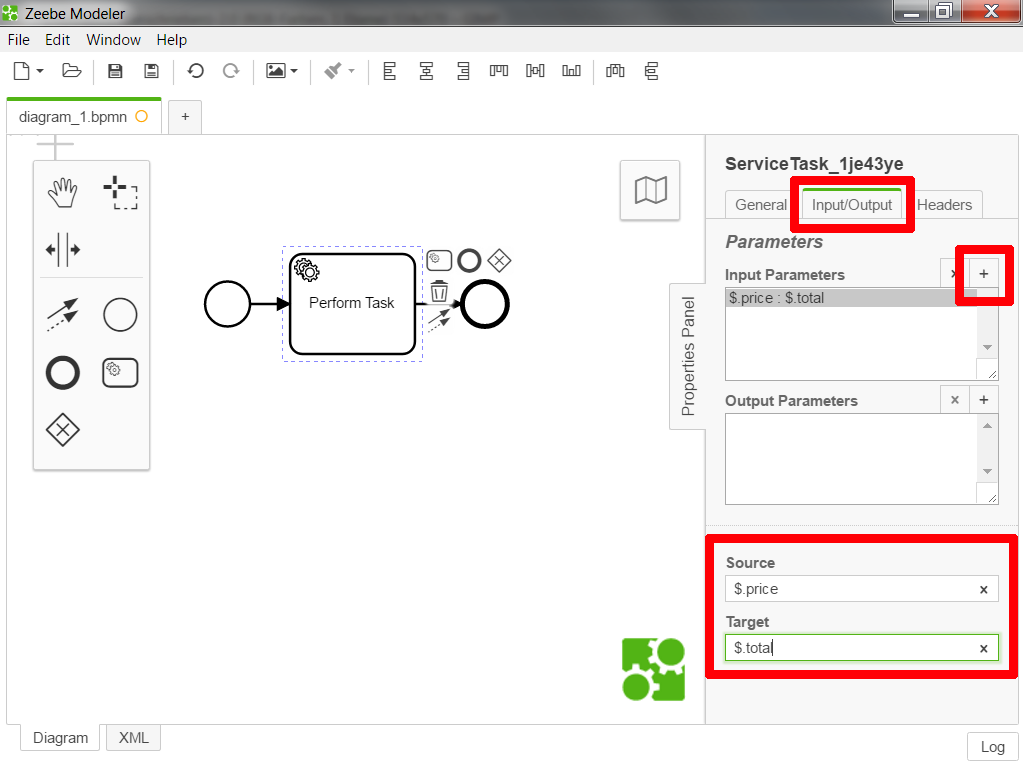 Zeebe Modeler
File Edit Window Help
diagram_1.bpmn +
ServiceTask_1je43ye
General Input/Output Headers
Parameters
Input Parameters × +
$.price : $.total
Perform Task
Properties Panel
Output Parameters × +
Source
$.price ×
Target
$.total ×
Diagram XML
Log